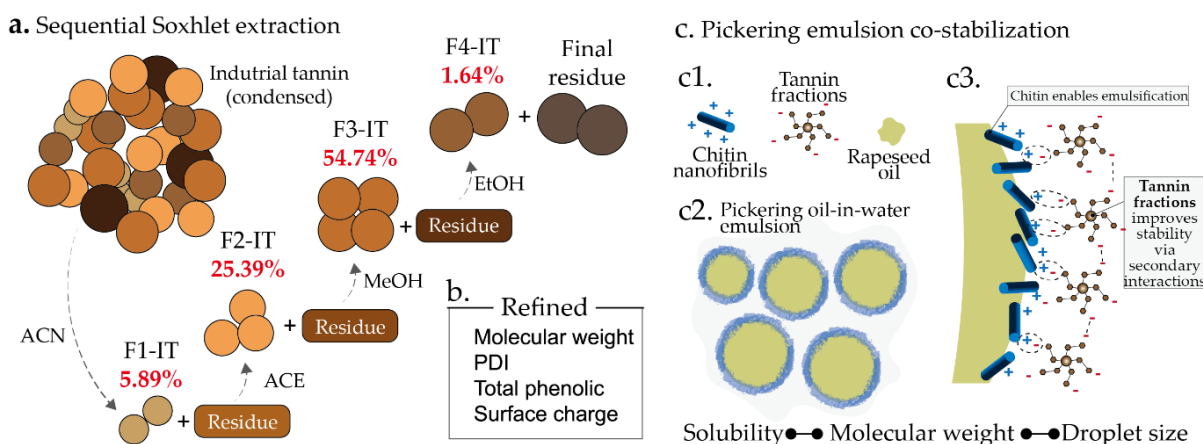 a. Sequential Soxhlet extraction
Indutrial tannin
(condensed)
ACN
F1-IT
5.89%
+
Residue
ACE
F2-IT
25.39%
+
Residue
MeOH
F3-IT
54.74%
+
Residue
EtOH
F4-IT
1.64%
+
Final
residue
b.
Refined
Molecular weight
PDI
Total phenolic
Surface charge
c. Pickering emulsion co-stabilization
c1.
Chitin
nanofibrils
Tannin
fractions
Rapeseed
oil
c2.
Pickering oil-in-water
emulsion
c3.
Chitin enables emulsification
Tannin
fractions
improves
stability
via
secondary
interactions
Solubility Molecular weight Droplet size